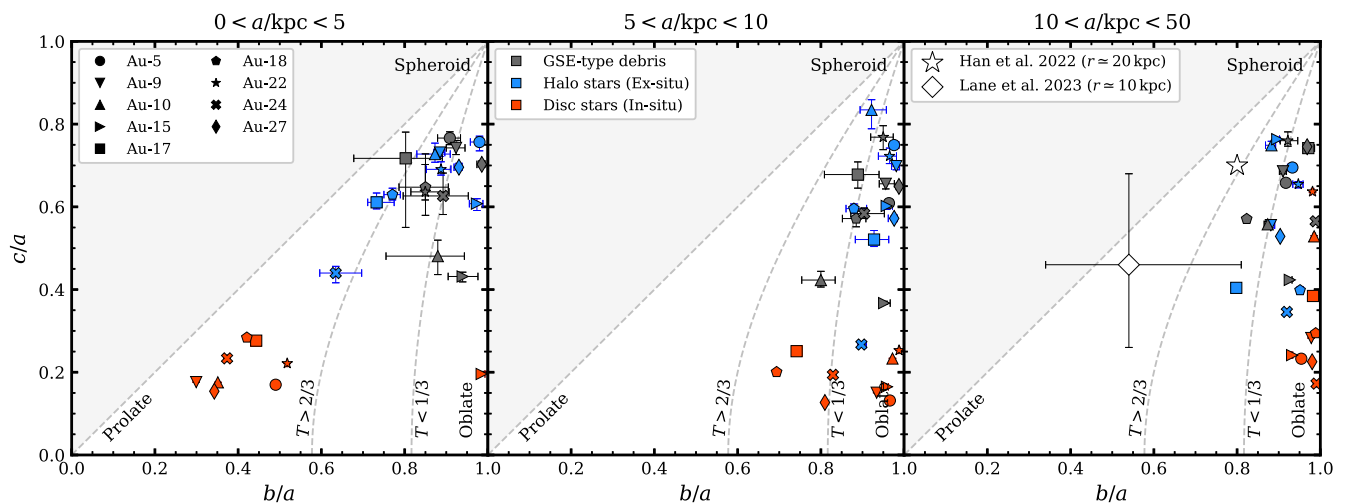 0 < a/kpc < 5
5 < a/kpc < 10
10 < a/kpc < 50
c/a
1.0
0.8
0.6
0.4
0.2
0.0
Au-5
Au-9
Au-10
Au-15
Au-17
Au-18
Au-22
Au-24
Au-27
Spheroid
Prolate
T > 2/3
T < 1/3
Oblate
0.0 0.2 0.4 0.6 0.8 1.0
b/a
GSE-type debris
Halo stars (Ex-situ)
Disc stars (In-situ)
Spheroid
Prolate
T > 2/3
T < 1/3
Oblate
0.0 0.2 0.4 0.6 0.8 1.0
b/a
Han et al. 2022 (r ≃ 20 kpc)
Lane et al. 2023 (r ≃ 10 kpc)
Spheroid
Prolate
T > 2/3
T < 1/3
Oblate
0.0 0.2 0.4 0.6 0.8 1.0
b/a